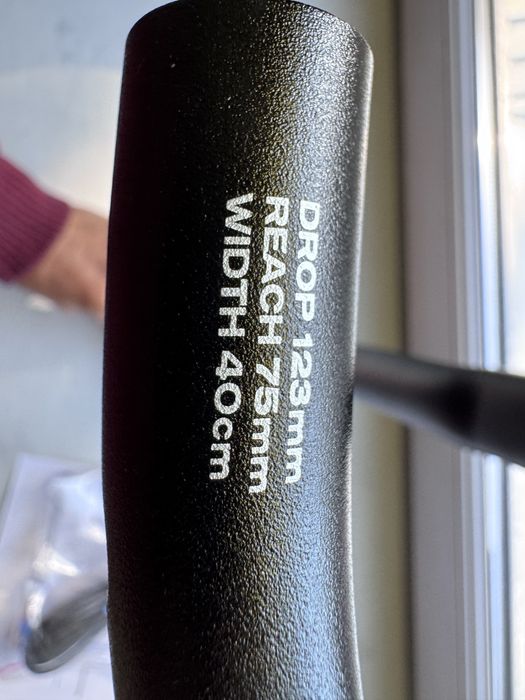 DROP 123mm
REACH 75mm
WIDTH 40cm